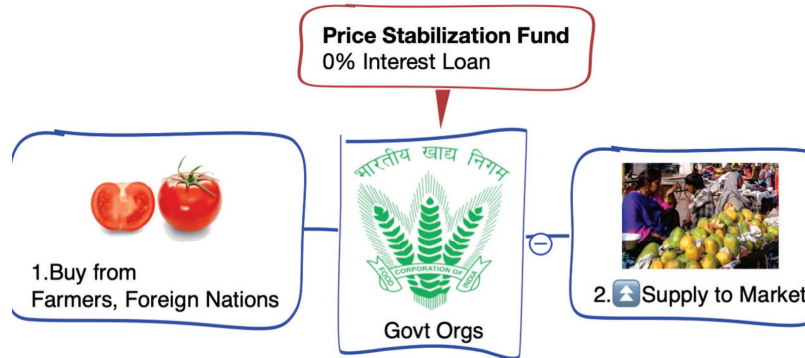 Price Stabilization Fund
0% Interest Loan
भारतीय खाद्य निगम
FOOD CORPORATION OF INDIA
Govt Orgs
1.Buy from
Farmers, Foreign Nations
2.⏫Supply to Market